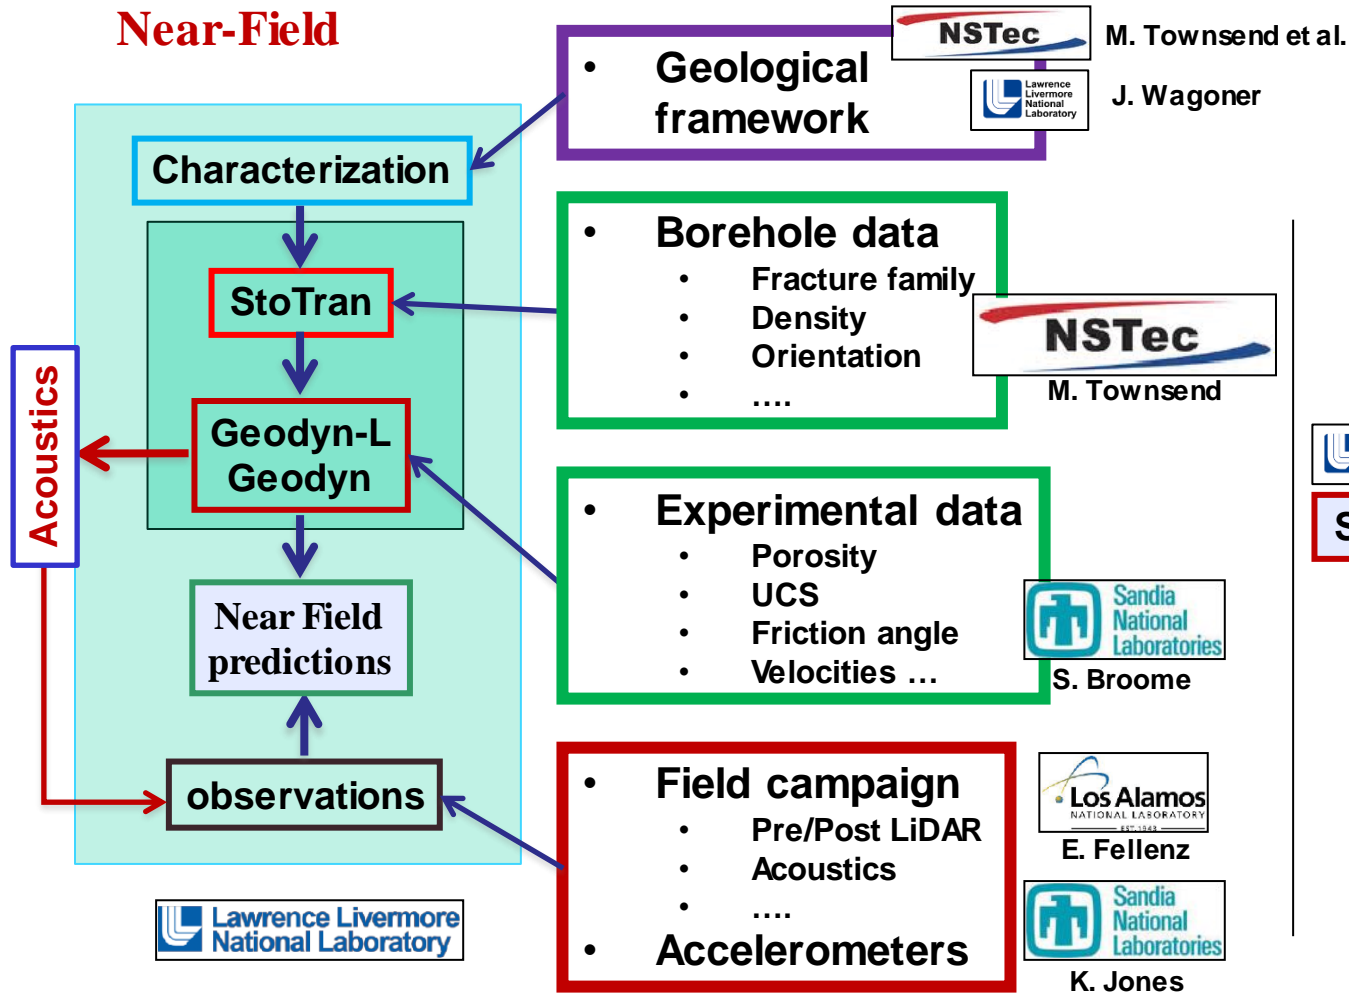 Near-Field
NSTec
M. Townsend et al.
• Geological
framework
Lawrence
Livermore
National
Laboratory
J. Wagoner
Characterization
• Borehole data
• Fracture family
• Density
• Orientation
• ....
NSTec
M. Townsend
StoTran
Acoustics
Geodyn-L
Geodyn
• Experimental data
• Porosity
• UCS
• Friction angle
• Velocities ...
Sandia
National
Laboratories
S. Broome
Near Field
predictions
observations
• Field campaign
• Pre/Post LiDAR
• Acoustics
• ....
• Accelerometers
Los Alamos
NATIONAL LABORATORY
EST. 1943
E. Fellenz
Sandia
National
Laboratories
K. Jones
Lawrence Livermore
National Laboratory
S